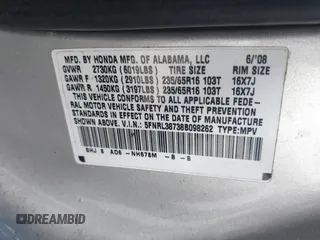 MFD. BY HONDA MFG. OF ALABAMA, LLC 6/'08
GVWR 2730KG (6019LBS) TIRE SIZE RIM SIZE
GAWR F 1320KG (2910LBS) 235/65R16 103T 16X7J
GAWR R 1450KG (3197LBS) 235/65R16 103T 16X7J
THIS VEHICLE CONFORMS TO ALL APPLICABLE FEDE-
RAL MOTOR VEHICLE SAFETY AND THEFT PREVENTION
STANDARDS IN EFFECT ON THE DATE OF MANUFACTURE
SHOWN ABOVE. V.I.N.: 5FNRL38738B098262 TYPE:MPV
SHJ S AD6 -NH678M -B -S
DREAMBID